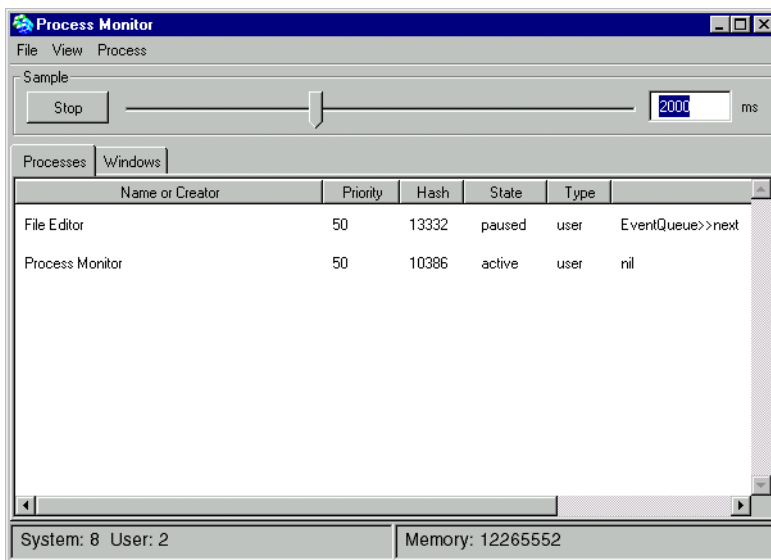 Process Monitor
File View Process
Sample
Stop 2000 ms
Processes Windows
Name or Creator Priority Hash State Type
File Editor 50 13332 paused user EventQueue>>next
Process Monitor 50 10386 active user nil
System: 8 User: 2 Memory: 12265552